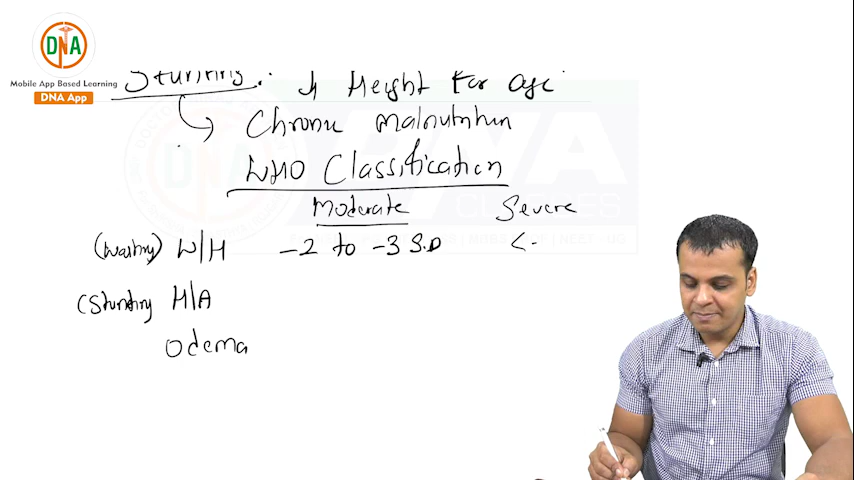 DNA
Mobile App Based Learning
DNA App
Stunting : ↓ Height For age
Chronic malnutrition
WHO Classification
Moderate Severe
(Wasting) W/H -2 to -3 S.D <-
(Stunting H/A
Odema